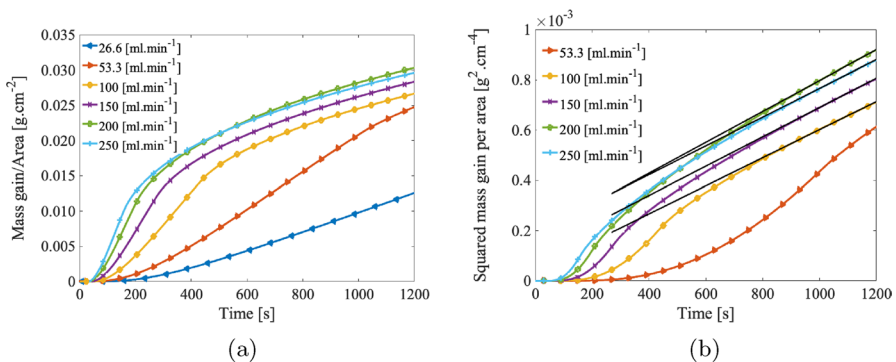 0.035
0.030
0.025
0.020
0.015
0.010
0.005
0
Mass gain/Area [g.cm⁻²]
26.6 [ml.min⁻¹]
53.3 [ml.min⁻¹]
100 [ml.min⁻¹]
150 [ml.min⁻¹]
200 [ml.min⁻¹]
250 [ml.min⁻¹]
0 200 400 600 800 1000 1200
Time [s]
(a)
×10⁻³
1
0.8
0.6
0.4
0.2
0
Squared mass gain per area [g².cm⁻⁴]
53.3 [ml.min⁻¹]
100 [ml.min⁻¹]
150 [ml.min⁻¹]
200 [ml.min⁻¹]
250 [ml.min⁻¹]
0 200 400 600 800 1000 1200
Time [s]
(b)